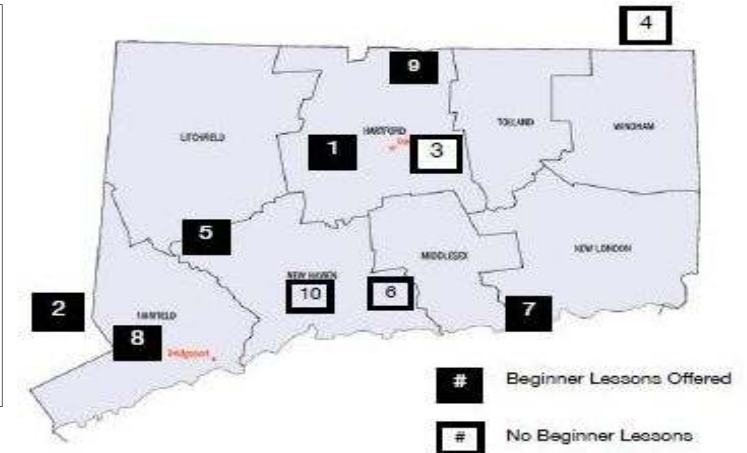 4
9
LITCHFIELD
HARTFORD
TOLLAND
WINDHAM
1
3
5
MIDDLESEX
NEW LONDON
NEW HAVEN
10
6
2
FAIRFIELD
7
8
Bridgeport
# Beginner Lessons Offered
# No Beginner Lessons